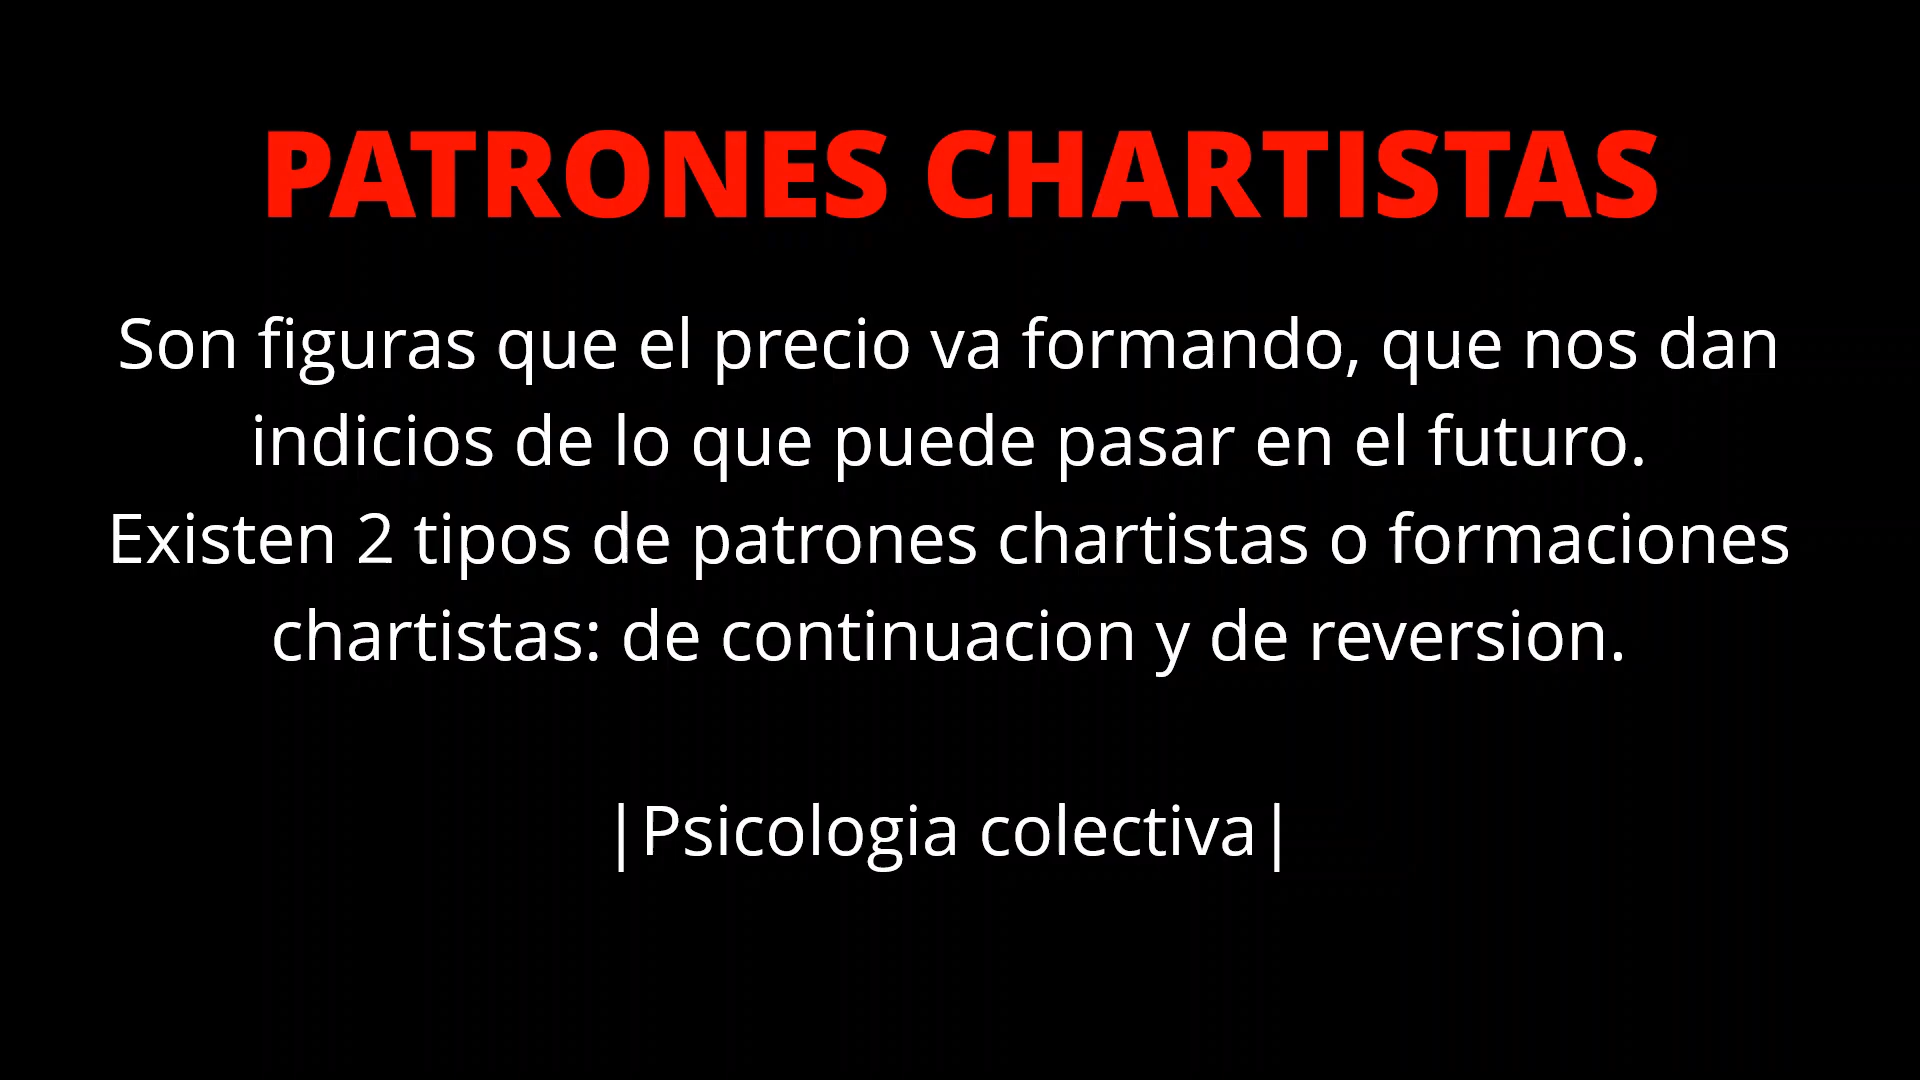 PATRONES CHARTISTAS
Son figuras que el precio va formando, que nos dan
indicios de lo que puede pasar en el futuro.
Existen 2 tipos de patrones chartistas o formaciones
chartistas: de continuacion y de reversion.
|Psicologia colectiva|